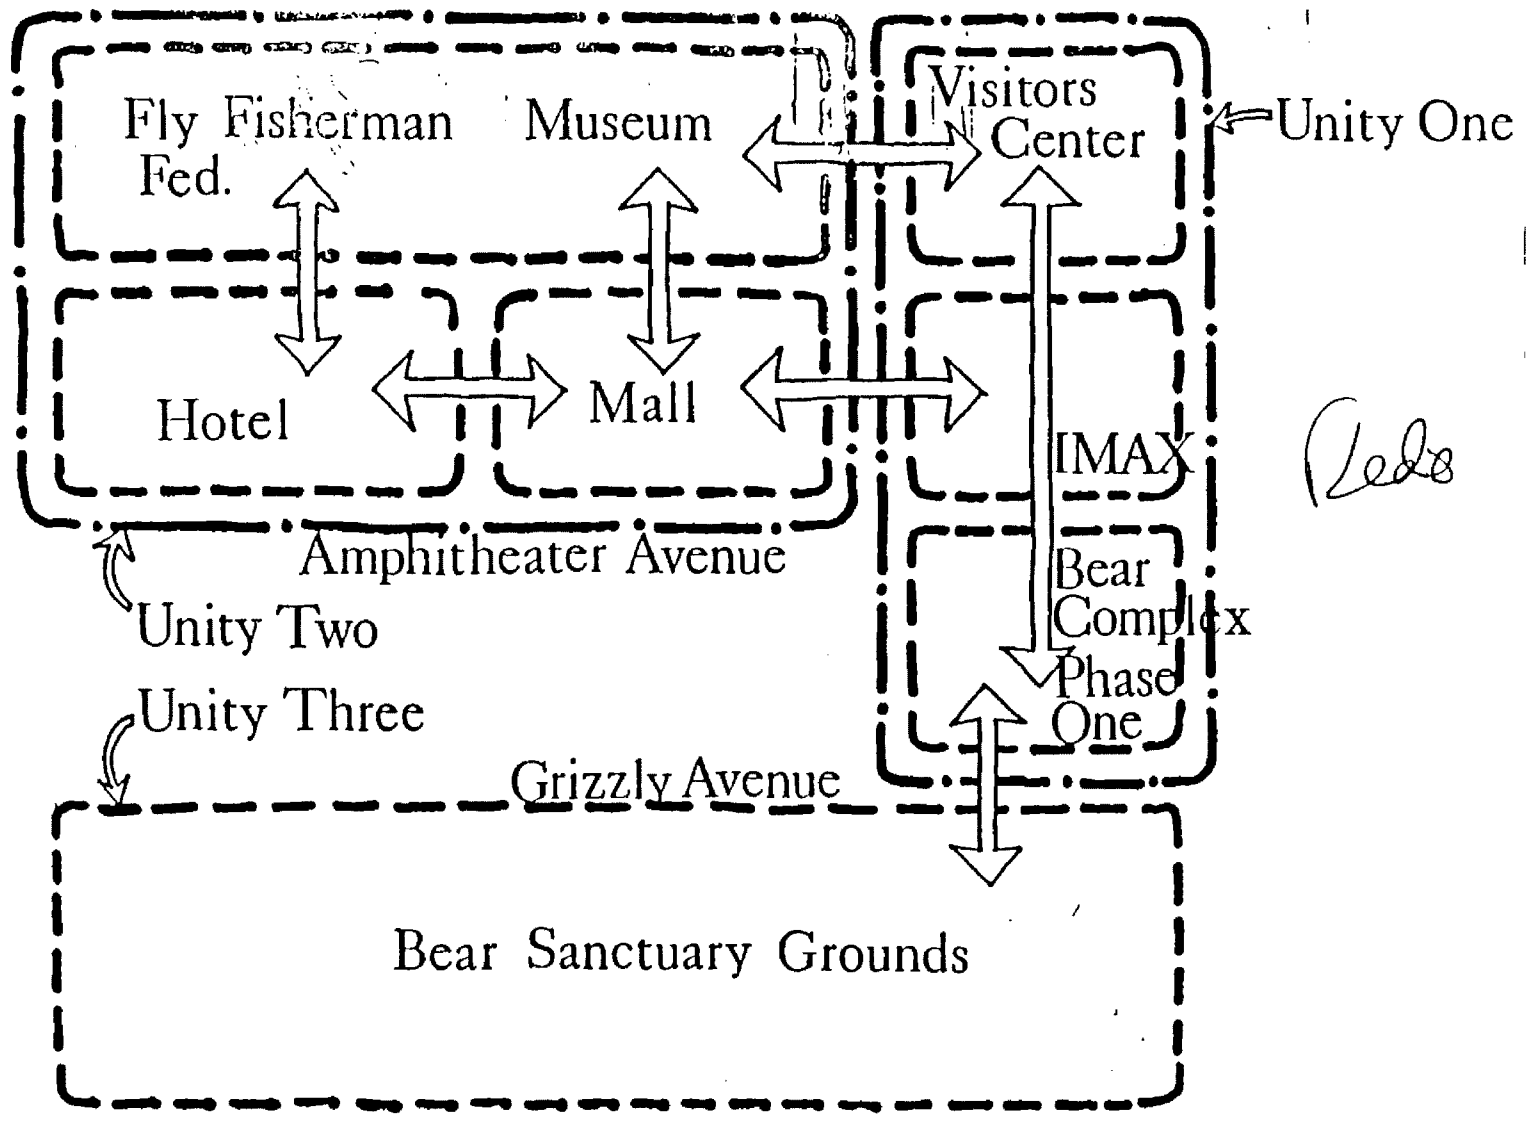 Fly Fisherman
Fed.
Museum
Visitors
Center
Unity One
Hotel
Mall
IMAX
Amphitheater Avenue
Unity Two
Bear
Complex
Phase
One
Unity Three
Grizzly Avenue
Bear Sanctuary Grounds